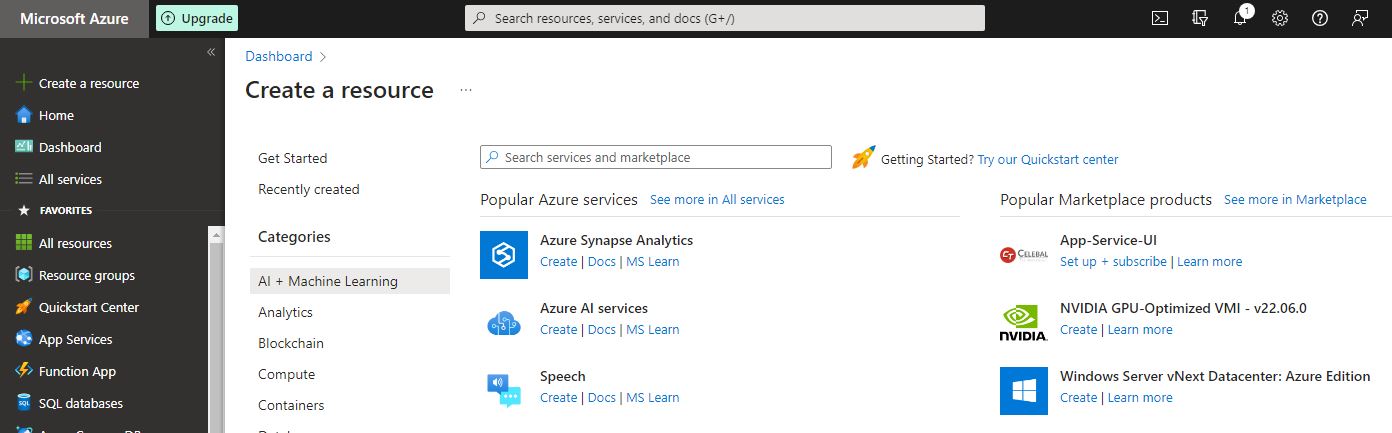 Microsoft Azure
Upgrade
Search resources, services, and docs (G+/)
1
Create a resource
Home
Dashboard
All services
FAVORITES
All resources
Resource groups
Quickstart Center
App Services
Function App
SQL databases
Dashboard
Create a resource
Get Started
Recently created
Categories
AI + Machine Learning
Analytics
Blockchain
Compute
Containers
Search services and marketplace
Getting Started? Try our Quickstart center
Popular Azure services See more in All services
Azure Synapse Analytics
Create | Docs | MS Learn
Azure AI services
Create | Docs | MS Learn
Speech
Create | Docs | MS Learn
Popular Marketplace products See more in Marketplace
CT CELEBAL
App-Service-UI
Set up + subscribe | Learn more
NVIDIA
NVIDIA GPU-Optimized VMI - v22.06.0
Create | Learn more
Windows Server vNext Datacenter: Azure Edition
Create | Learn more